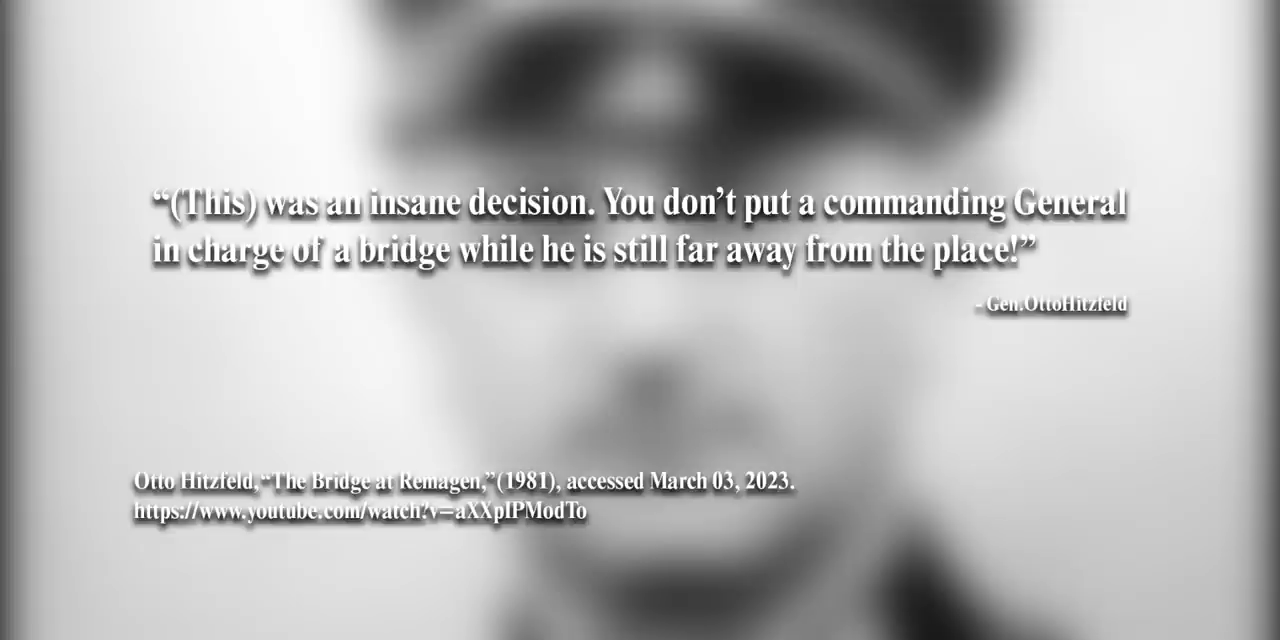 “(This) was an insane decision. You don’t put a commanding General
in charge of a bridge while he is still far away from the place!”
- Gen.OttoHitzfeld
Otto Hitzfeld,“The Bridge at Remagen,”(1981), accessed March 03, 2023.
https://www.youtube.com/watch?v=aXXpIPModTo